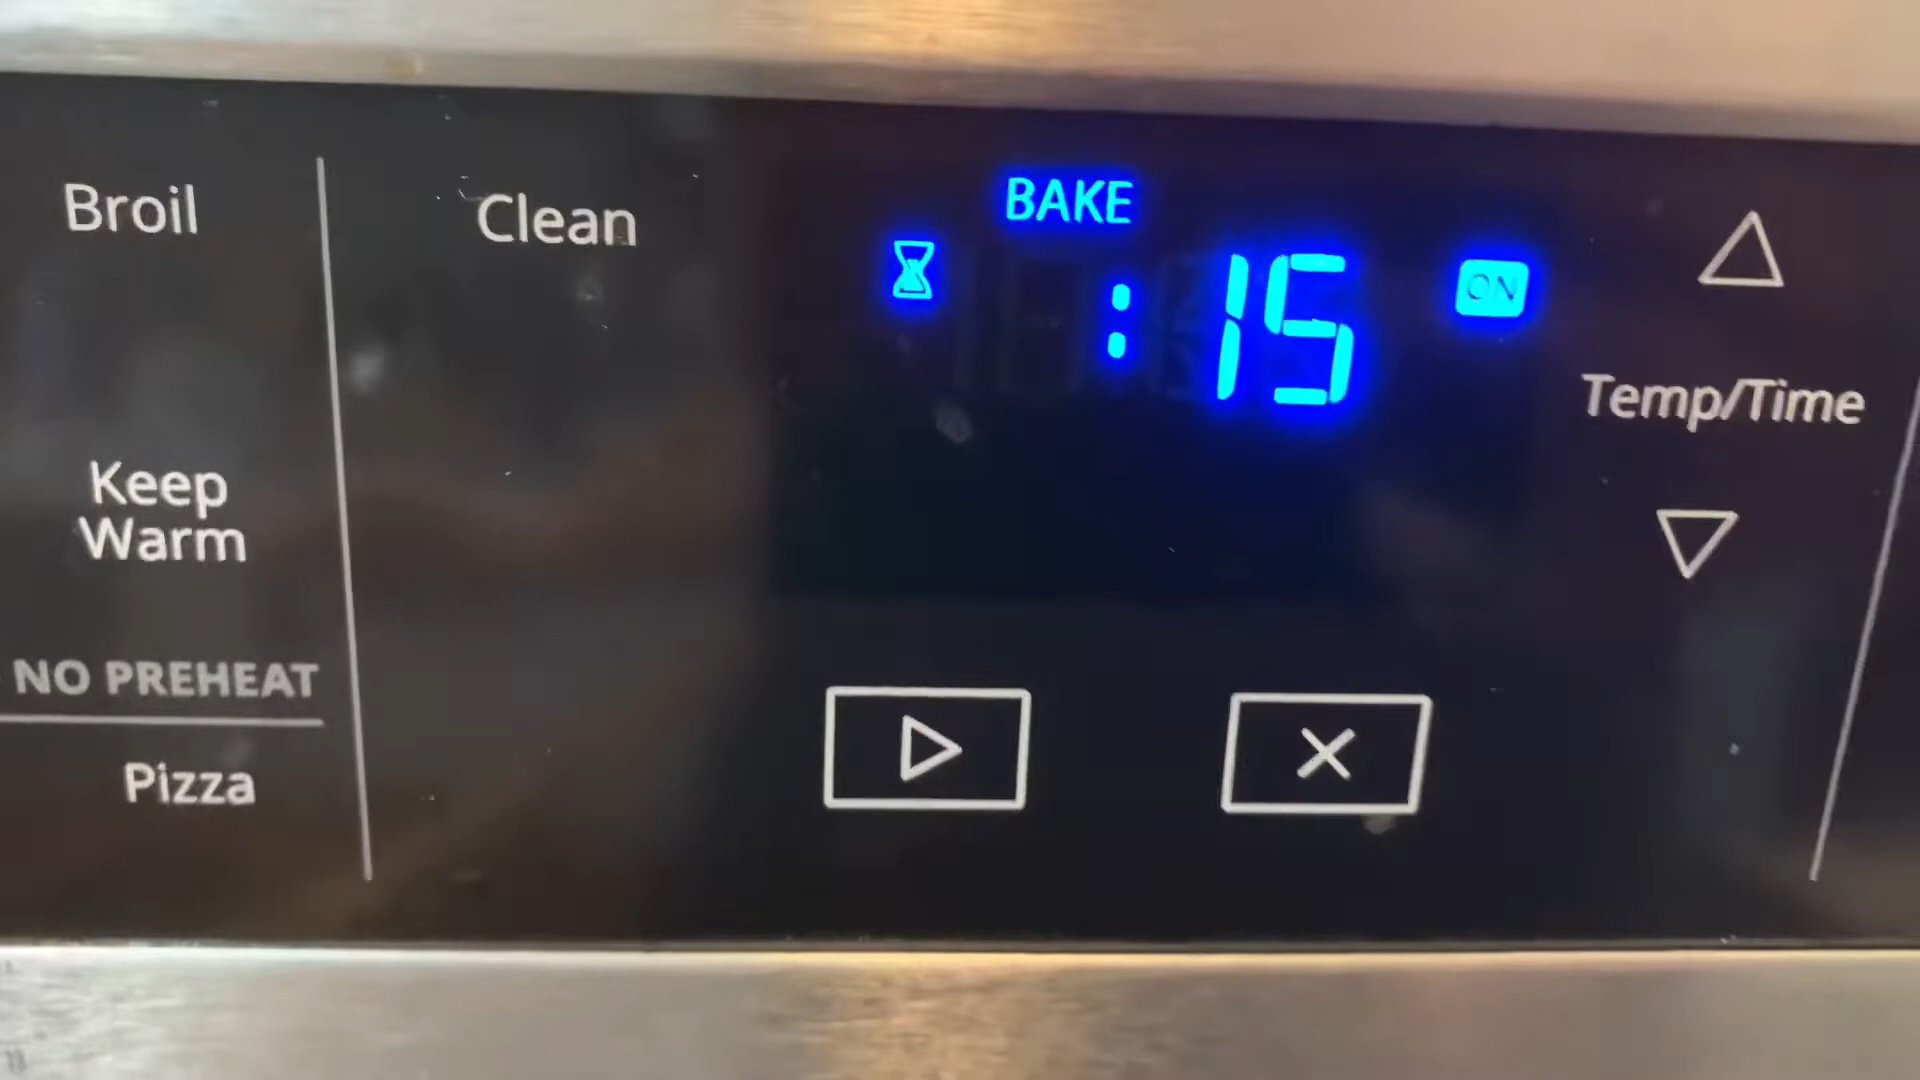 Broil
Clean
BAKE
:15
ON
Temp/Time
Keep
Warm
NO PREHEAT
Pizza